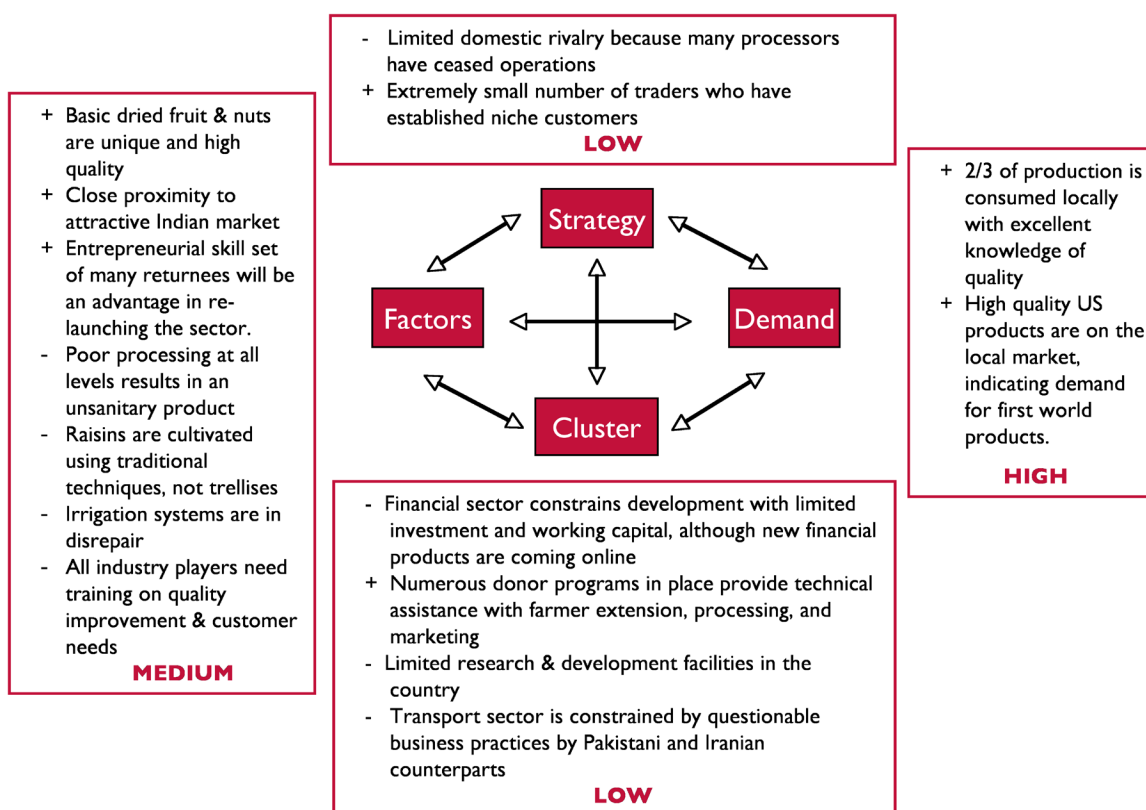 - Limited domestic rivalry because many processors
have ceased operations
+ Extremely small number of traders who have
established niche customers
LOW
+ Basic dried fruit & nuts
are unique and high
quality
+ Close proximity to
attractive Indian market
+ Entrepreneurial skill set
of many returnees will be
an advantage in re-
launching the sector.
- Poor processing at all
levels results in an
unsanitary product
- Raisins are cultivated
using traditional
techniques, not trellises
- Irrigation systems are in
disrepair
- All industry players need
training on quality
improvement & customer
needs
MEDIUM
Strategy
Factors
Demand
Cluster
+ 2/3 of production is
consumed locally
with excellent
knowledge of
quality
+ High quality US
products are on the
local market,
indicating demand
for first world
products.
HIGH
- Financial sector constrains development with limited
investment and working capital, although new financial
products are coming online
+ Numerous donor programs in place provide technical
assistance with farmer extension, processing, and
marketing
- Limited research & development facilities in the
country
- Transport sector is constrained by questionable
business practices by Pakistani and Iranian
counterparts
LOW